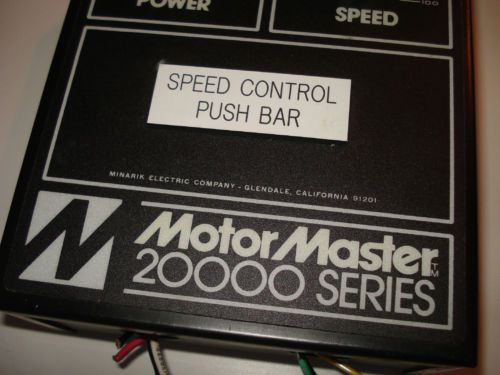 POWER
SPEED
100
SPEED CONTROL
PUSH BAR
MINARIK ELECTRIC COMPANY - GLENDALE, CALIFORNIA 91201
MotorMaster TM
20000 SERIES